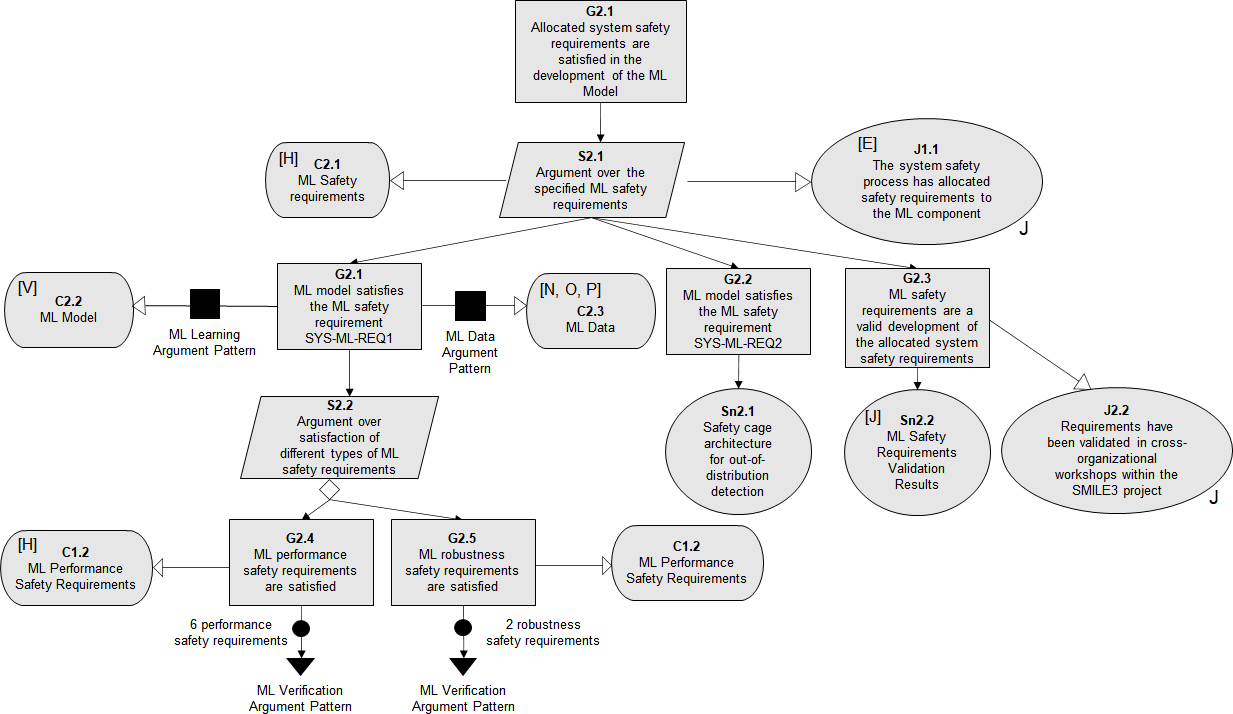 G2.1
Allocated system safety
requirements are
satisfied in the
development of the ML
Model
[H]
C2.1
ML Safety
requirements
S2.1
Argument over the
specified ML safety
requirements
[E]
J1.1
The system safety
process has allocated
safety requirements to
the ML component
J
[V]
C2.2
ML Model
ML Learning
Argument Pattern
G2.1
ML model satisfies
the ML safety
requirement
SYS-ML-REQ1
ML Data
Argument
Pattern
[N, O, P]
C2.3
ML Data
G2.2
ML model satisfies
the ML safety
requirement
SYS-ML-REQ2
G2.3
ML safety
requirements are a
valid development of
the allocated system
safety requirements
S2.2
Argument over
satisfaction of
different types of ML
safety requirements
Sn2.1
Safety cage
architecture
for out-of-
distribution
detection
[J]
Sn2.2
ML Safety
Requirements
Validation
Results
J2.2
Requirements have
been validated in cross-
organizational
workshops within the
SMILE3 project
J
[H]
C1.2
ML Performance
Safety Requirements
G2.4
ML performance
safety requirements
are satisfied
G2.5
ML robustness
safety requirements
are satisfied
C1.2
ML Performance
Safety Requirements
6 performance
safety requirements
2 robustness
safety requirements
ML Verification
Argument Pattern
ML Verification
Argument Pattern